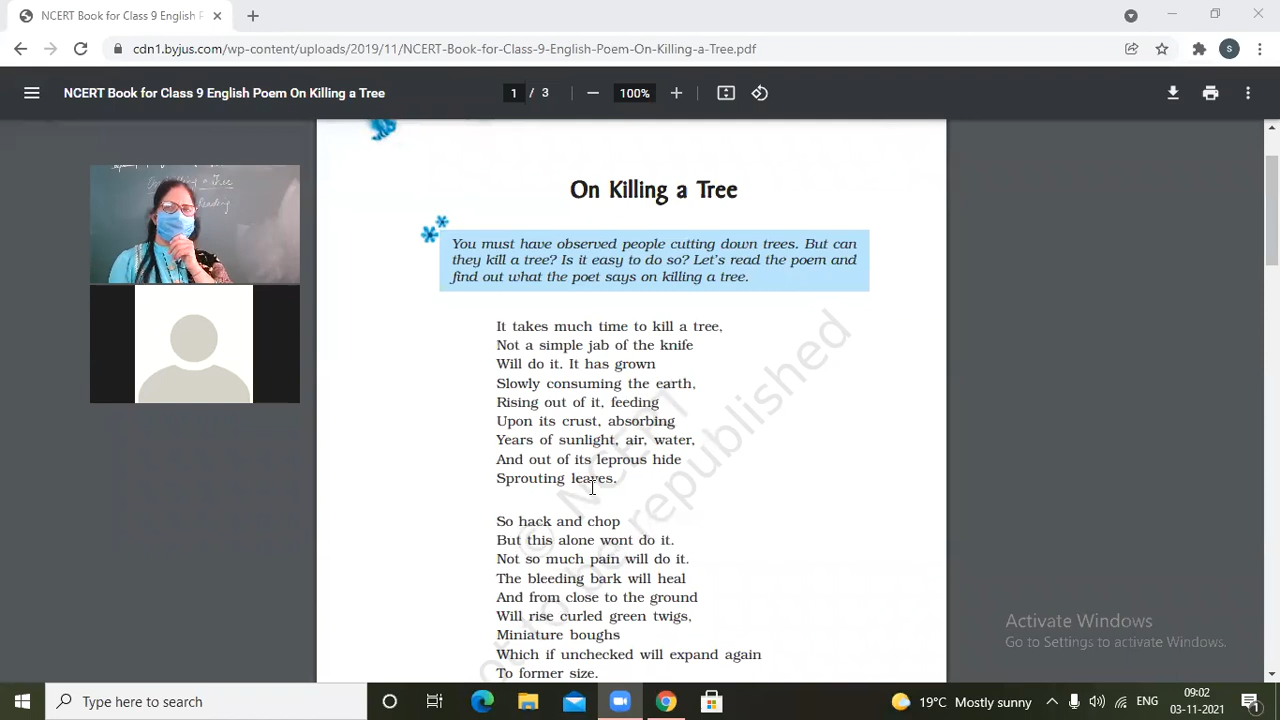 NCERT Book for Class 9 English P
cdn1.byjus.com/wp-content/uploads/2019/11/NCERT-Book-for-Class-9-English-Poem-On-Killing-a-Tree.pdf
S
NCERT Book for Class 9 English Poem On Killing a Tree
1 / 3
100%
On Killing a Tree
Reading
On Killing a Tree
You must have observed people cutting down trees. But can
they kill a tree? Is it easy to do so? Let's read the poem and
find out what the poet says on killing a tree.
It takes much time to kill a tree,
Not a simple jab of the knife
Will do it. It has grown
Slowly consuming the earth,
Rising out of it, feeding
Upon its crust, absorbing
Years of sunlight, air, water,
And out of its leprous hide
Sprouting leaves.
So hack and chop
But this alone wont do it.
Not so much pain will do it.
The bleeding bark will heal
And from close to the ground
Will rise curled green twigs,
Miniature boughs
Which if unchecked will expand again
To former size.
© NCERT
not to be republished
Activate Windows
Go to Settings to activate Windows.
Type here to search
19°C Mostly sunny
ENG
09:02
03-11-2021
1